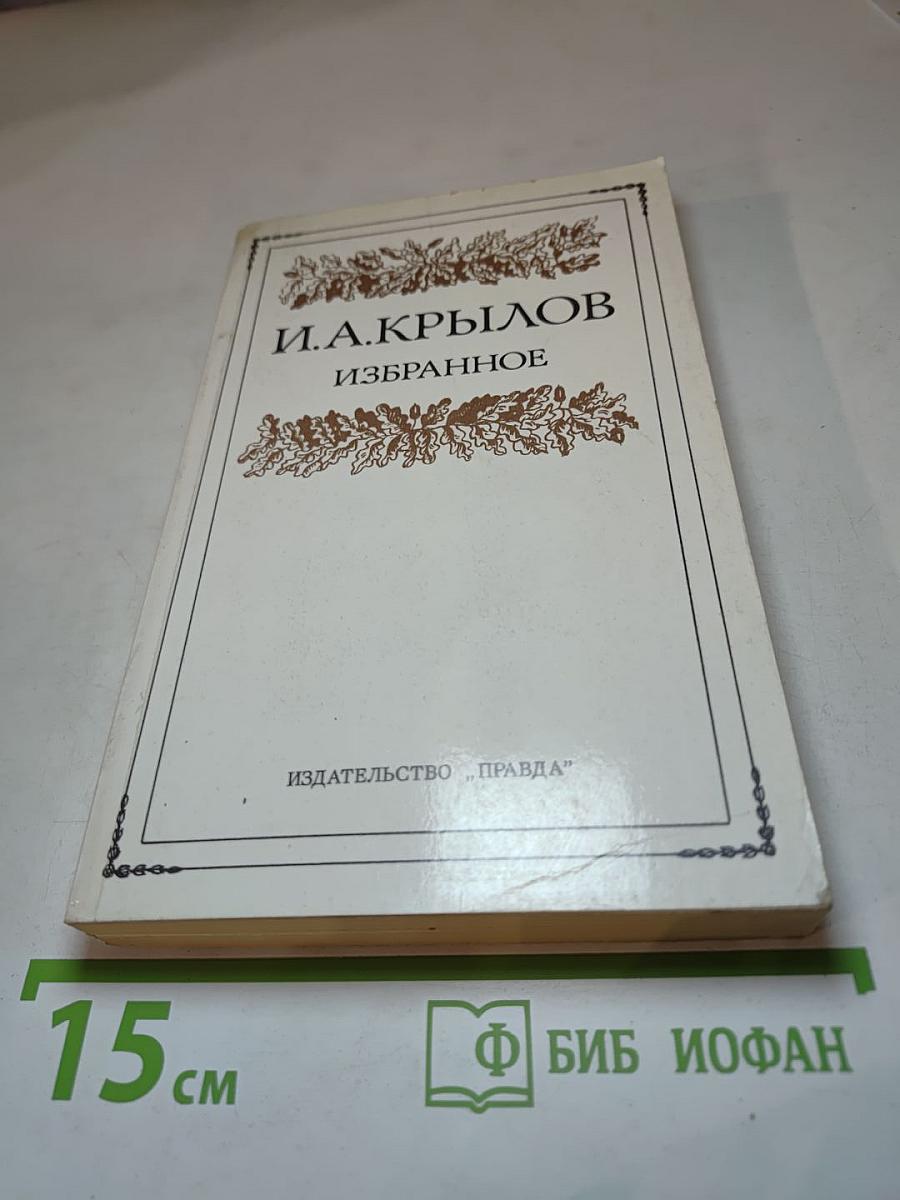 И.А.КРЫЛОВ
ИЗБРАННОЕ
ИЗДАТЕЛЬСТВО „ПРАВДА”
15 см
Ф БИБ ИОФАН